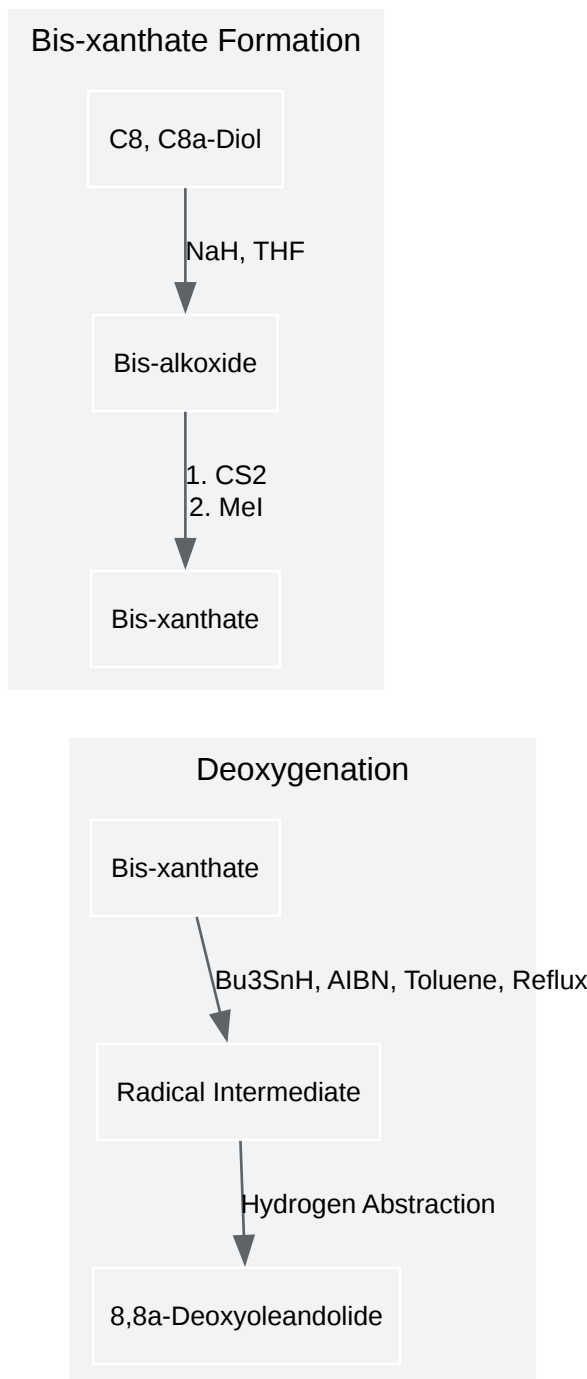 Bis-xanthate Formation
C8, C8a-Diol
NaH, THF
Bis-alkoxide
1. CS2
2. MeI
Bis-xanthate
Deoxygenation
Bis-xanthate
Bu3SnH, AIBN, Toluene, Reflux
Radical Intermediate
Hydrogen Abstraction
8,8a-Deoxyoleandolide